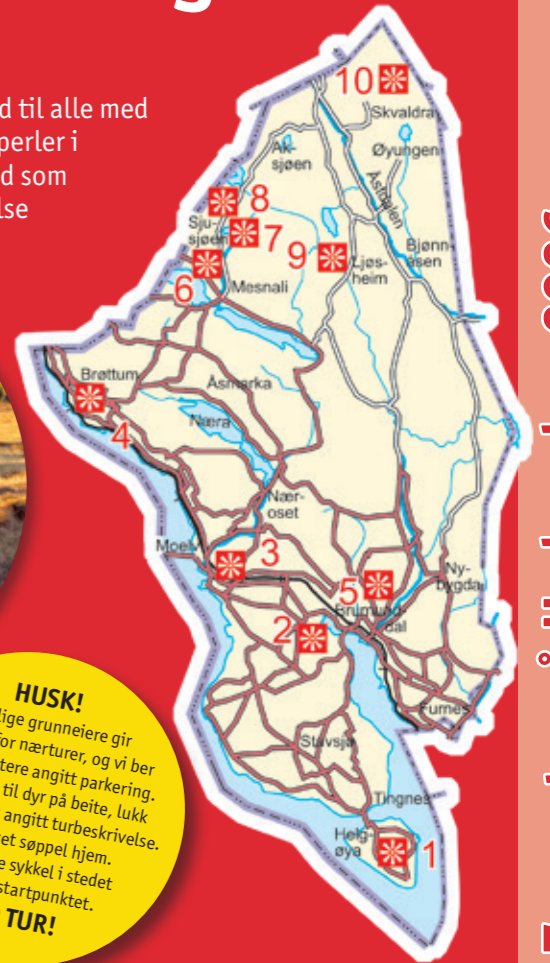 d til alle med
perler i
d som
lse
10
Skvaldra
Øyungen
Ak-
sjøen
Åstdalen
8
Sju-
sjøen
7
9
Ljøs-
heim
Bjønn-
åsen
6
Mesnali
Brøttum
Åsmarka
Næra
4
Nær-
oset
Moelv
3
5
Ny-
bygda
Brumund-
dal
2
Furnes
Stavsjø
Tingnes
Helg-
øya
1
HUSK!
lige grunneiere gir
for nærturer, og vi ber
tere angitt parkering.
til dyr på beite, lukk
angitt turbeskrivelse.
et søppel hjem.
e sykkel i stedet
startpunktet.
TUR!